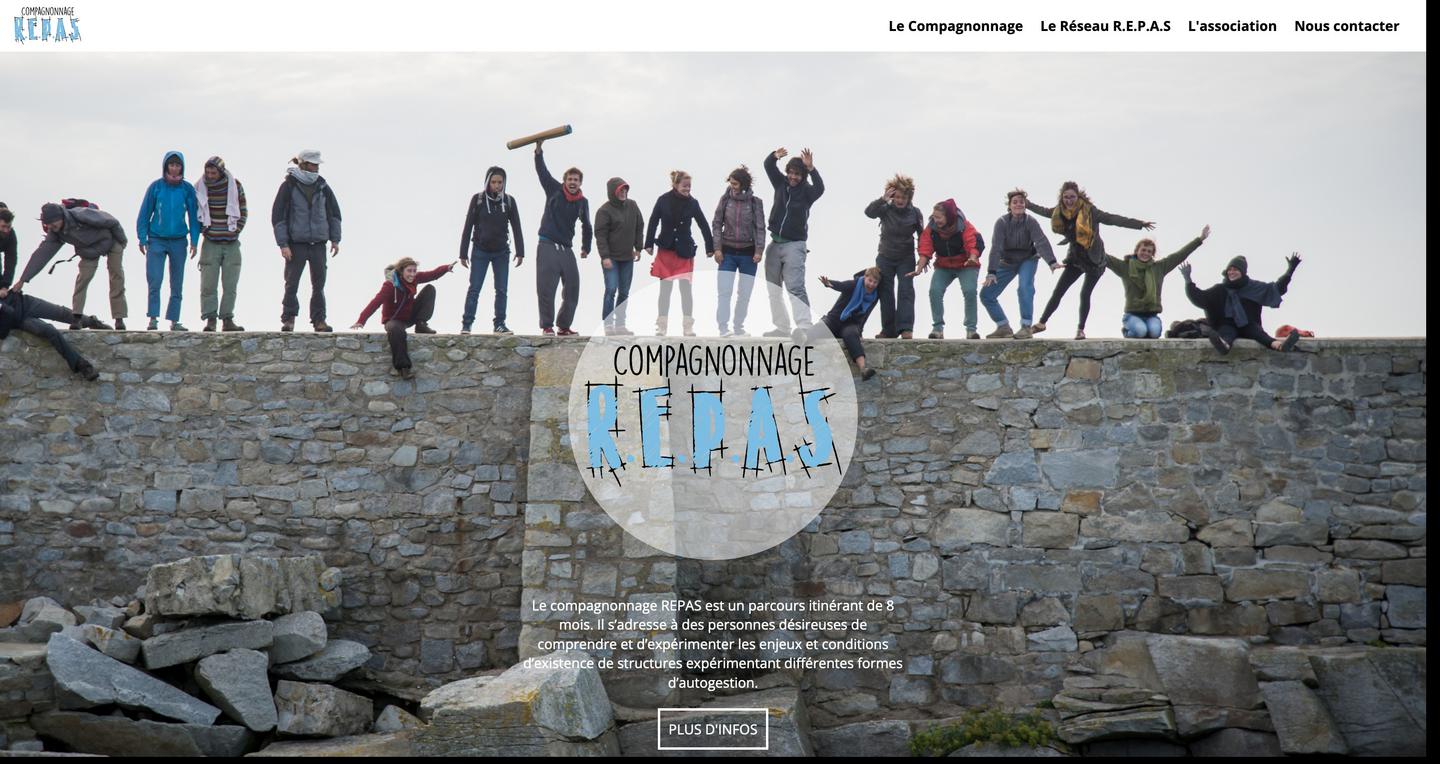 COMPAGNONNAGE
R.E.P.A.S
Le Compagnonnage Le Réseau R.E.P.A.S L'association Nous contacter
COMPAGNONNAGE
R.E.P.A.S
Le compagnonnage REPAS est un parcours itinérant de 8
mois. Il s’adresse à des personnes désireuses de
comprendre et d’expérimenter les enjeux et conditions
d’existence de structures expérimentant différentes formes
d’autogestion.
PLUS D'INFOS